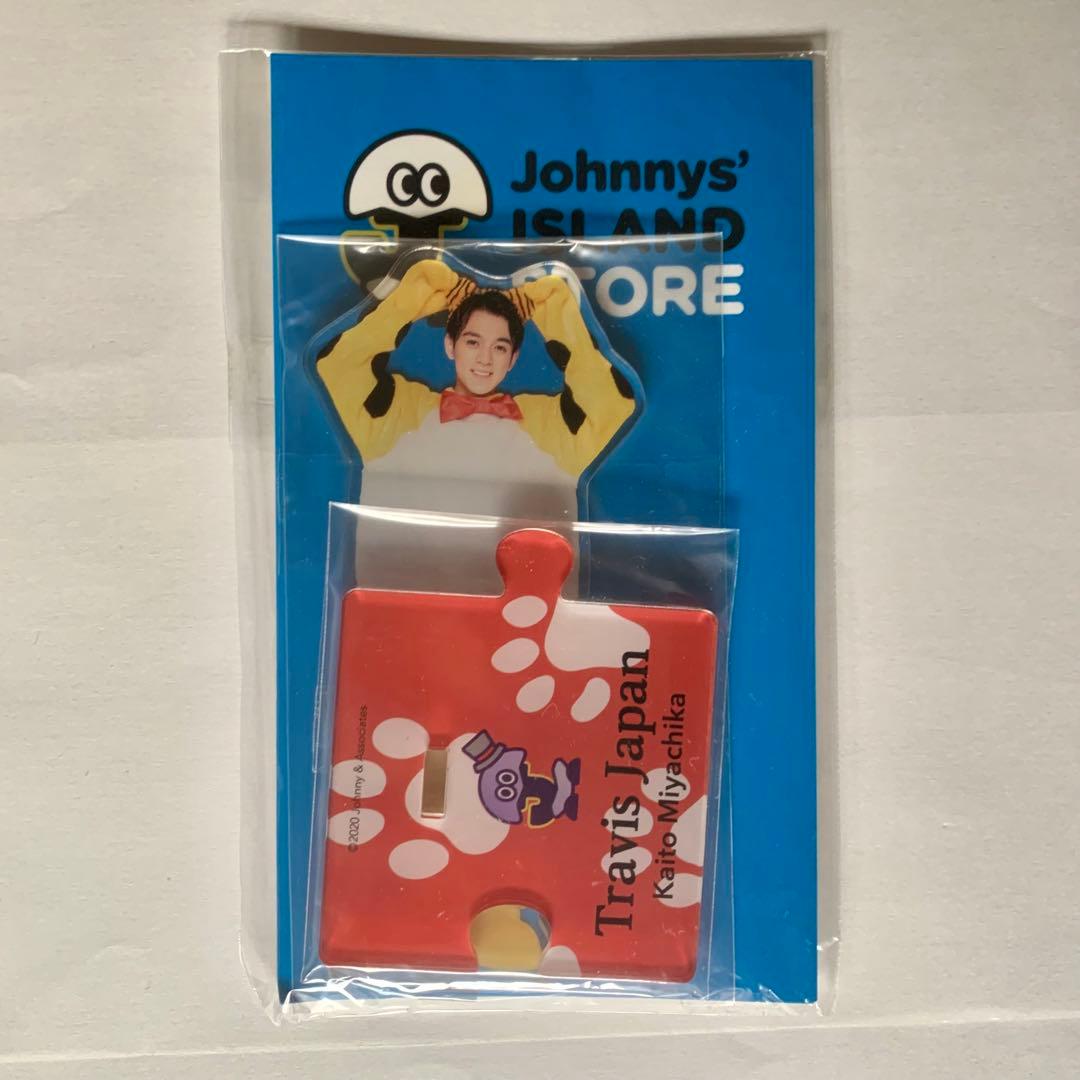 Johnnys'
ISLAND
STORE
Travis Japan
Kaito Miyachika
©2020 Johnny & Associates